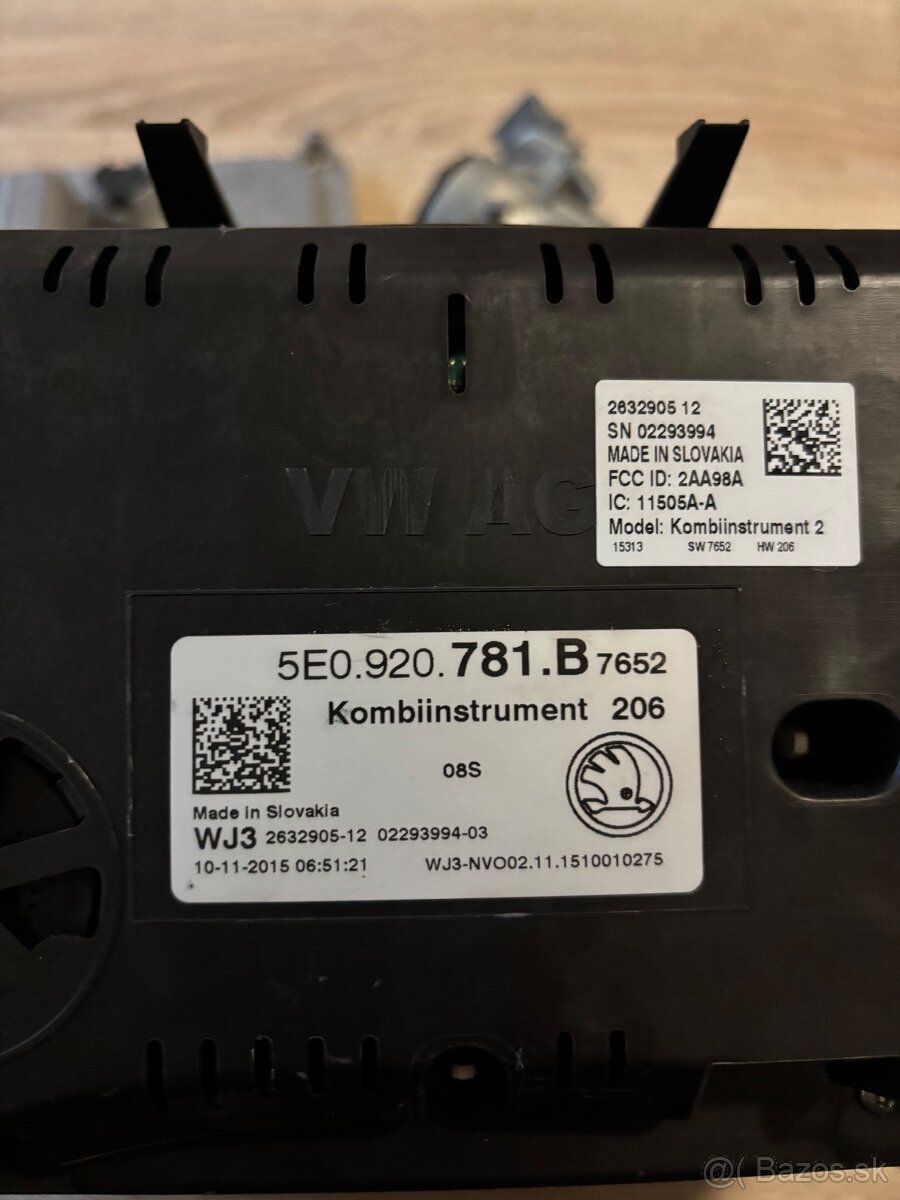 2632905 12
SN 02293994
MADE IN SLOVAKIA
FCC ID: 2AA98A
IC: 11505A-A
Model: Kombiinstrument 2
15313 SW 7652 HW 206
VW AG
5E0.920.781.B 7652
Kombiinstrument 206
08S
Made in Slovakia
WJ3 2632905-12 02293994-03
10-11-2015 06:51:21 WJ3-NVO02.11.1510010275
@( Bazos.sk